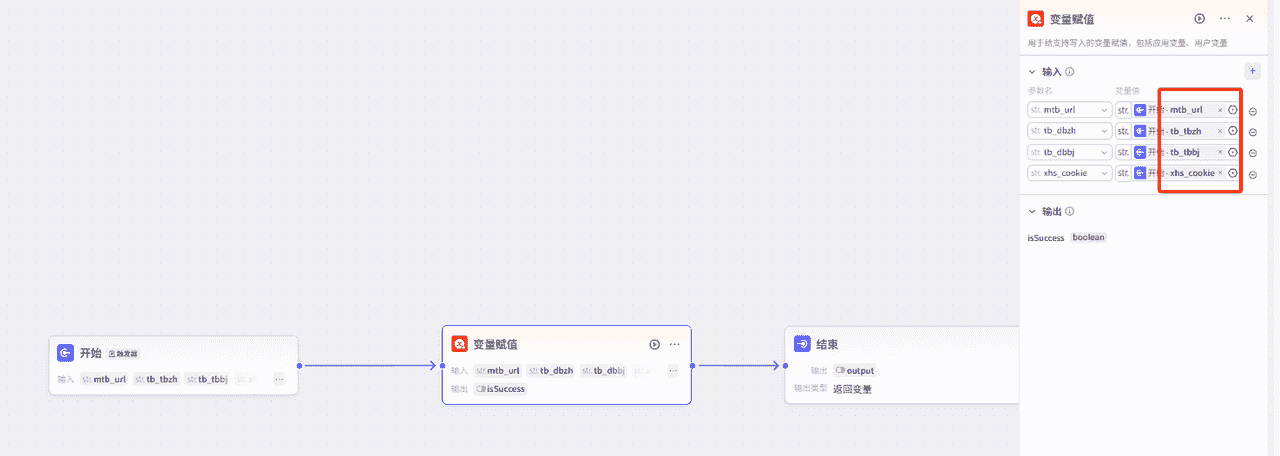 变量赋值
用于给支持写入的变量赋值，包括应用变量、用户变量
输入
参数名 变量值
str. mtb_url str. 开始 - mtb_url
str. tb_dbzh str. 开始 - tb_tbzh
str. tb_dbbj str. 开始 - tb_tbbj
str. xhs_cookie str. 开始 - xhs_cookie
输出
isSuccess boolean
开始 触发器
输入 str. mtb_url str. tb_tbzh str. tb_tbbj ...
变量赋值 ...
输入 str. mtb_url str. tb_dbzh str. tb_dbbj ...
输出 isSuccess
结束
输出 output
输出类型 返回变量